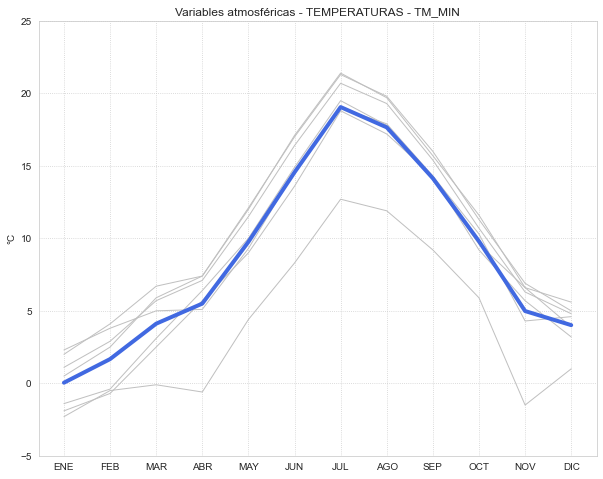 Variables atmosféricas - TEMPERATURAS - TM_MIN
25
20
15
10
5
0
−5
°C
ENE FEB MAR ABR MAY JUN JUL AGO SEP OCT NOV DIC